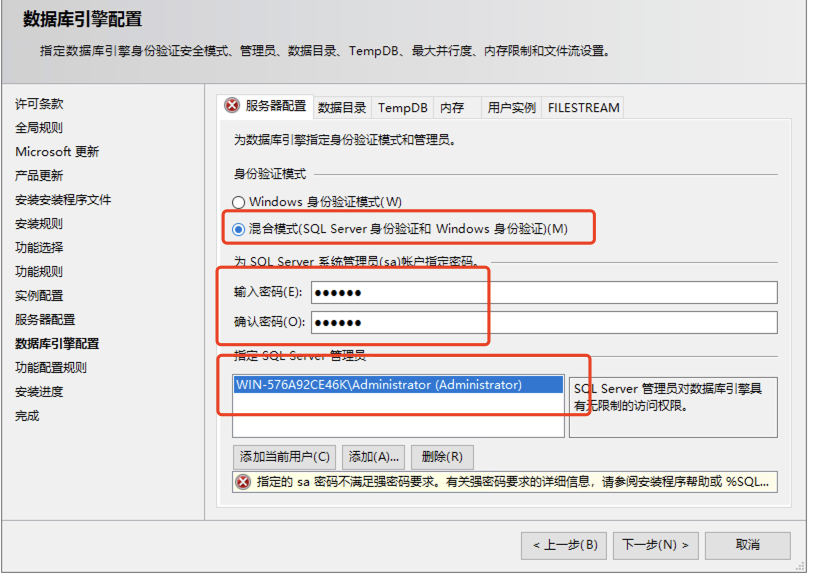 数据库引擎配置
指定数据库引擎身份验证安全模式、管理员、数据目录、TempDB、最大并行度、内存限制和文件流设置。
许可条款
全局规则
Microsoft 更新
产品更新
安装安装程序文件
安装规则
功能选择
功能规则
实例配置
服务器配置
数据库引擎配置
功能配置规则
安装进度
完成
服务器配置 数据目录 TempDB 内存 用户实例 FILESTREAM
为数据库引擎指定身份验证模式和管理员。
身份验证模式
Windows 身份验证模式(W)
混合模式(SQL Server 身份验证和 Windows 身份验证)(M)
为 SQL Server 系统管理员(sa)帐户指定密码。
输入密码(E): ●●●●●●
确认密码(O): ●●●●●●
指定 SQL Server 管理员
WIN-576A92CE46K\Administrator (Administrator)
SQL Server 管理员对数据库引擎具
有无限制的访问权限。
添加当前用户(C) 添加(A)... 删除(R)
指定的 sa 密码不满足强密码要求。有关强密码要求的详细信息，请参阅安装程序帮助或 %SQL...
< 上一步(B) 下一步(N) > 取消